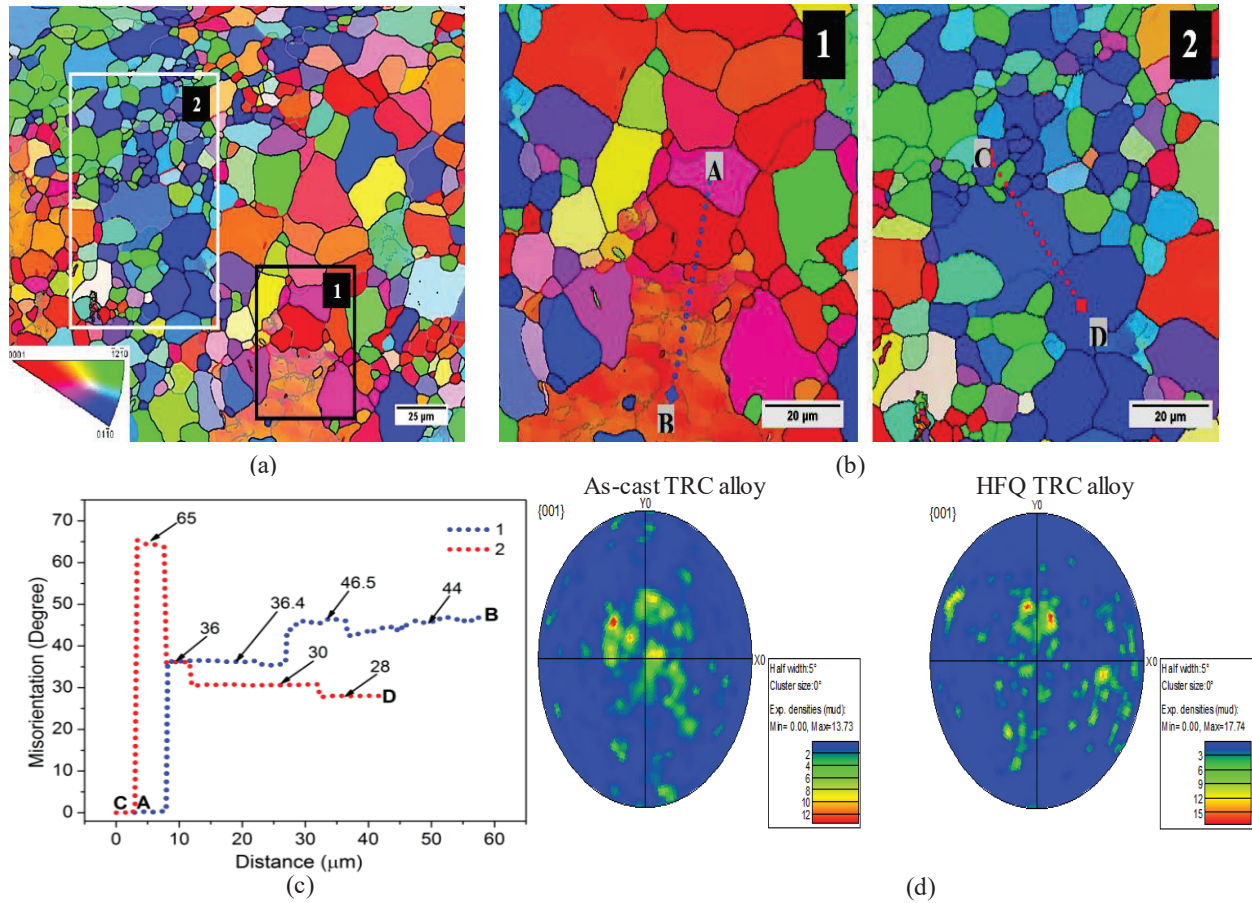 2
1
0001
1̅21̅0
011̅0
25 µm
(a)
1
A
B
20 µm
2
C
D
20 µm
(b)
Misorientation (Degree)
70
60
50
40
30
20
10
0
65
1
2
46.5
44
B
36.4
36
30
28
D
C
A
0
10
20
30
40
50
60
Distance (µm)
(c)
As-cast TRC alloy
{001}
Y0
X0
Half width:5°
Cluster size:0°
Exp. densities (mud):
Min= 0.00, Max=13.73
2
4
6
8
10
12
HFQ TRC alloy
{001}
Y0
X0
Half width:5°
Cluster size:0°
Exp. densities (mud):
Min= 0.00, Max=17.74
3
6
9
12
15
(d)